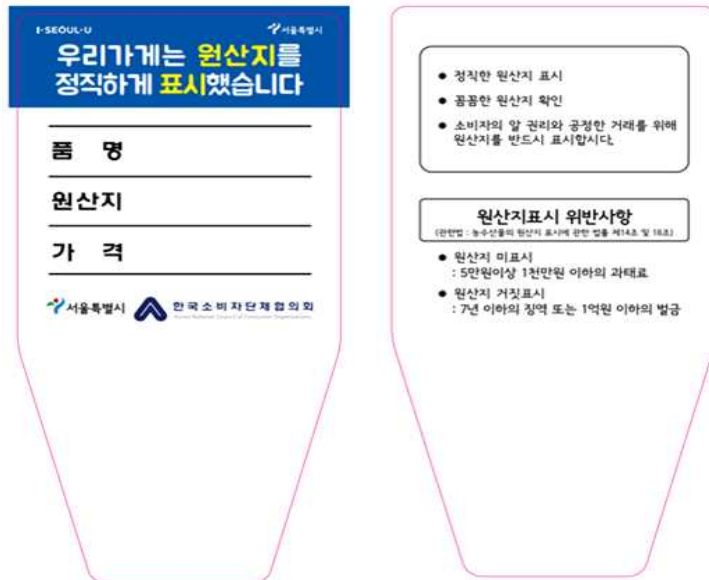 I·SEOUL·U
서울특별시
우리가게는 원산지를
정직하게 표시했습니다
품 명
원산지
가 격
서울특별시
한국소비자단체협의회
Korea National Council of Consumer Organizations
● 정직한 원산지 표시
● 꼼꼼한 원산지 확인
● 소비자의 알 권리와 공정한 거래를 위해
원산지를 반드시 표시합시다.
원산지표시 위반사항
(관련법 : 농수산물의 원산지 표시에 관한 법률 제14조 및 18조)
● 원산지 미표시
: 5만원이상 1천만원 이하의 과태료
● 원산지 거짓표시
: 7년 이하의 징역 또는 1억원 이하의 벌금